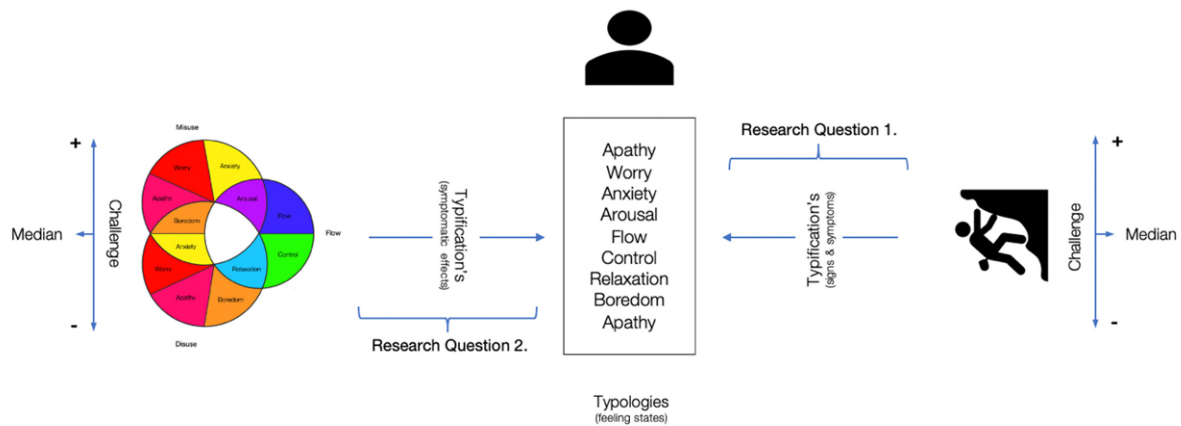 +
Median
Challenge
-
Misuse
Worry
Anxiety
Apathy
Arousal
Boredom
Flow
Flow
Anxiety
Control
Worry
Relaxation
Apathy
Boredom
Disuse
Typification's
(symptomatic effects)
Research Question 2.
Apathy
Worry
Anxiety
Arousal
Flow
Control
Relaxation
Boredom
Apathy
Typologies
(feeling states)
Research Question 1.
Typification's
(signs & symptoms)
+
Challenge
Median
-